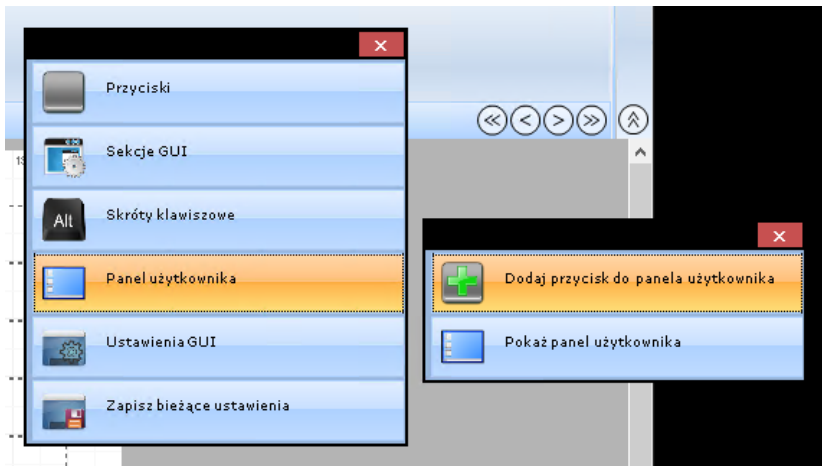 Przyciski
Sekcje GUI
Alt
Skróty klawiszowe
Panel użytkownika
Ustawienia GUI
Zapisz bieżące ustawienia
Dodaj przycisk do panela użytkownika
Pokaż panel użytkownika